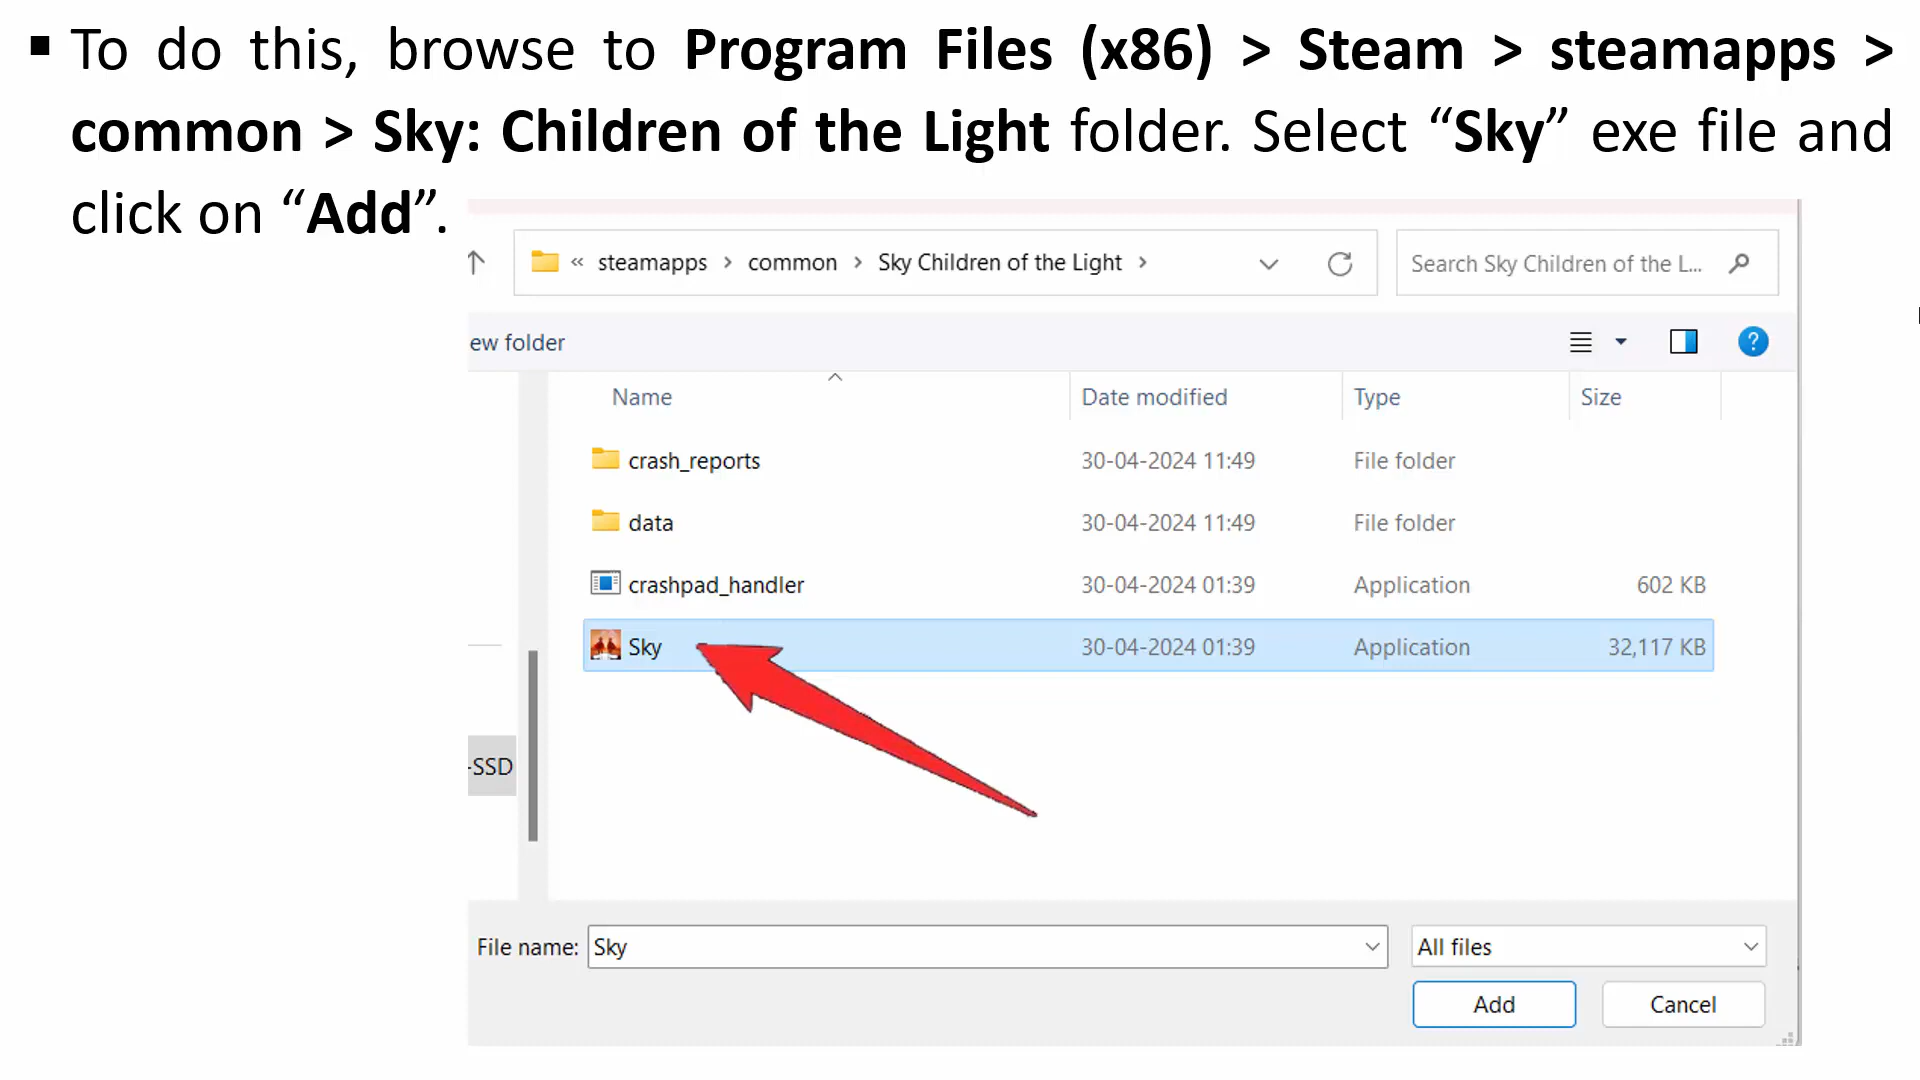 ▪ To do this, browse to Program Files (x86) > Steam > steamapps >
common > Sky: Children of the Light folder. Select “Sky” exe file and
click on “Add”.
« steamapps > common > Sky Children of the Light >
Search Sky Children of the L...
ew folder
?
Name Date modified Type Size
crash_reports 30-04-2024 11:49 File folder
data 30-04-2024 11:49 File folder
crashpad_handler 30-04-2024 01:39 Application 602 KB
Sky 30-04-2024 01:39 Application 32,117 KB
-SSD
File name: Sky All files
Add Cancel